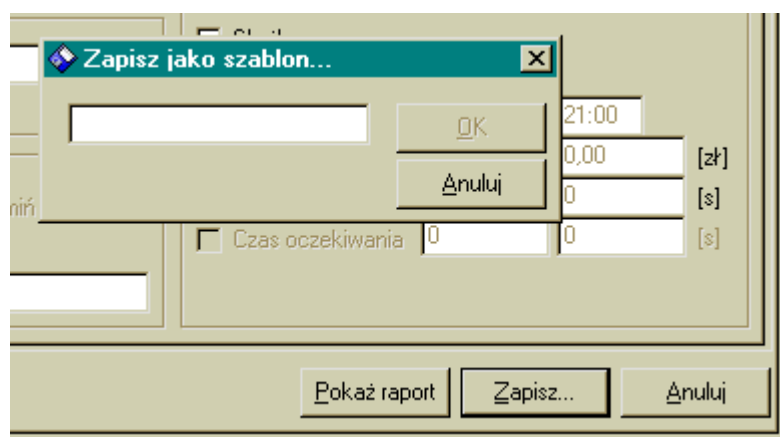 Zapisz jako szablon...
OK
21:00
0,00 [zł]
Anuluj
0 [s]
Czas oczekiwania 0 0 [s]
Pokaż raport Zapisz... Anuluj